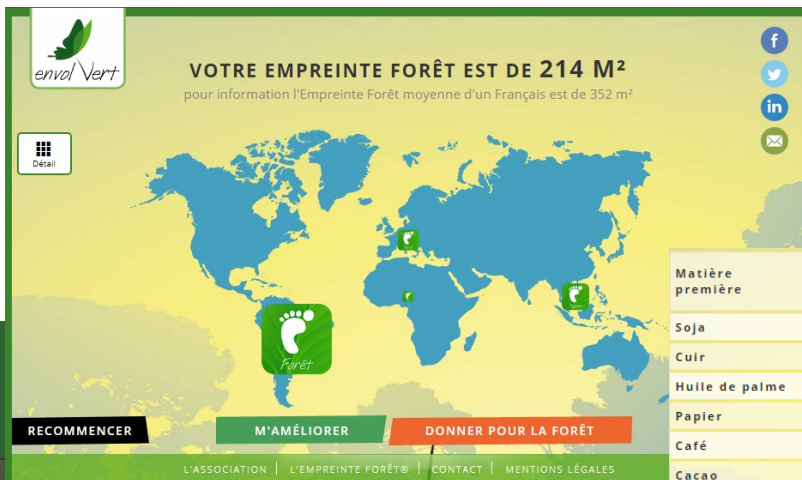 envol Vert
VOTRE EMPREINTE FORÊT EST DE 214 M²
pour information l'Empreinte Forêt moyenne d'un Français est de 352 m²
Détail
Forêt
Matière
première
Soja
Cuir
Huile de palme
Papier
Café
Cacao
RECOMMENCER
M'AMÉLIORER
DONNER POUR LA FORÊT
L'ASSOCIATION | L'EMPREINTE FORÊT® | CONTACT | MENTIONS LÉGALES